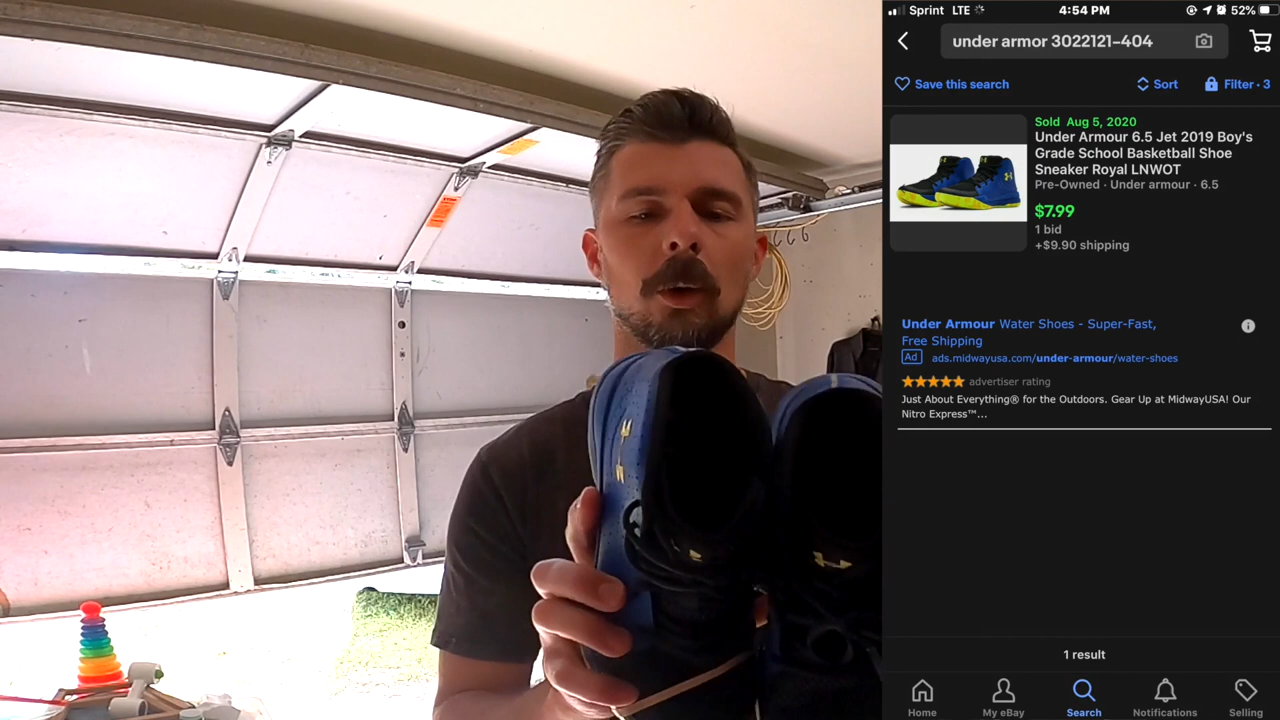 Sprint LTE 4:54 PM 52%
under armor 3022121-404
Save this search Sort Filter · 3
Sold Aug 5, 2020
Under Armour 6.5 Jet 2019 Boy's
Grade School Basketball Shoe
Sneaker Royal LNWOT
Pre-Owned · Under armour · 6.5
$7.99
1 bid
+$9.90 shipping
Under Armour Water Shoes - Super-Fast,
Free Shipping
Ad ads.midwayusa.com/under-armour/water-shoes
advertiser rating
Just About Everything® for the Outdoors. Gear Up at MidwayUSA! Our
Nitro Express™...
1 result
Home My eBay Search Notifications Selling